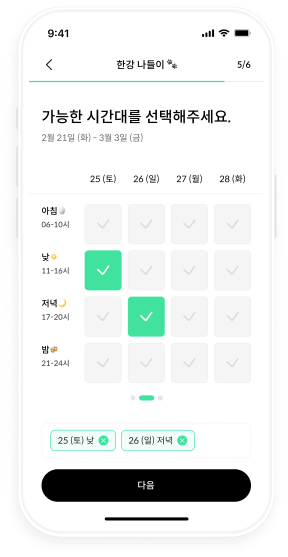 9:41
한강 나들이 🐾 5/6
가능한 시간대를 선택해주세요.
2월 21일 (화) - 3월 3일 (금)
25 (토) 26 (일) 27 (월) 28 (화)
아침🥚
06-10시
낮☀️
11-16시
저녁🌙
17-20시
밤🍻
21-24시
25 (토) 낮 26 (일) 저녁
다음